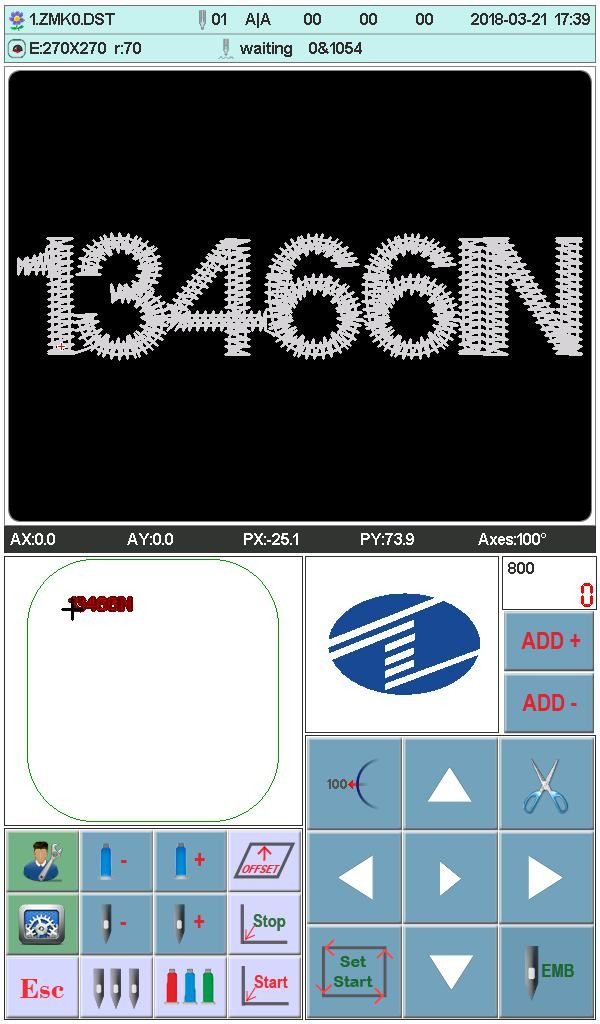 1.ZMK0.DST 01 A|A 00 00 00 2018-03-21 17:39
E:270X270 r:70 waiting 0&1054
13466IN
AX:0.0 AY:0.0 PX:-25.1 PY:73.9 Axes:100°
13466IN
800
0
ADD +
ADD -
100
- + OFFSET
- + Stop
Set
Start
EMB
Esc Start